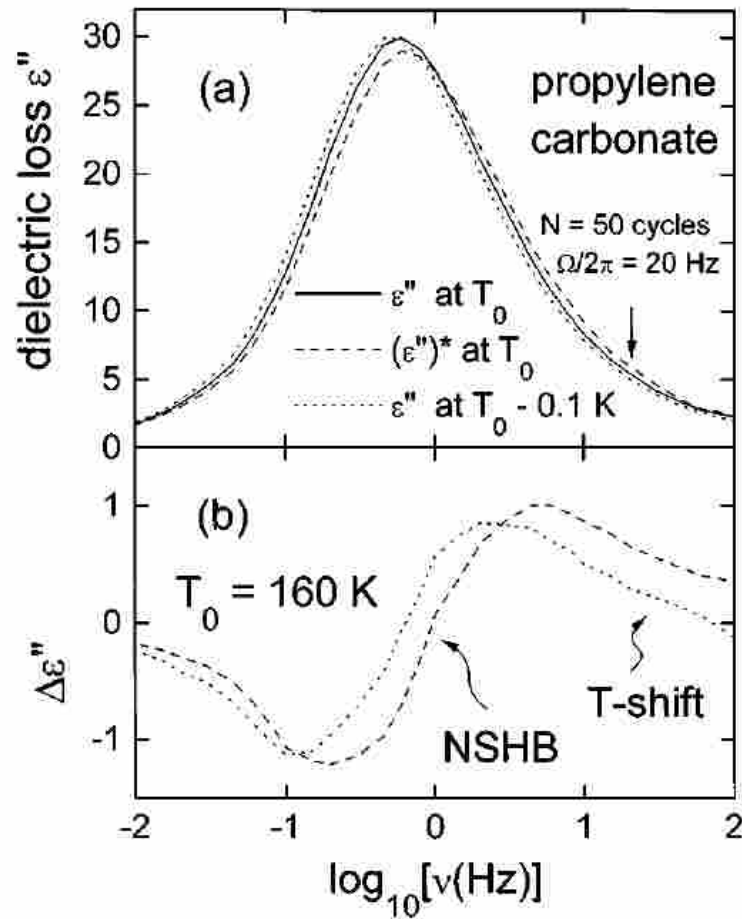 dielectric loss ε"
30
25
20
15
10
5
0
(a)
propylene
carbonate
N = 50 cycles
Ω/2π = 20 Hz
ε" at T₀
(ε")* at T₀
ε" at T₀ - 0.1 K
Δε"
1
0
-1
(b)
T₀ = 160 K
NSHB
T-shift
-2 -1 0 1 2
log₁₀[ν(Hz)]